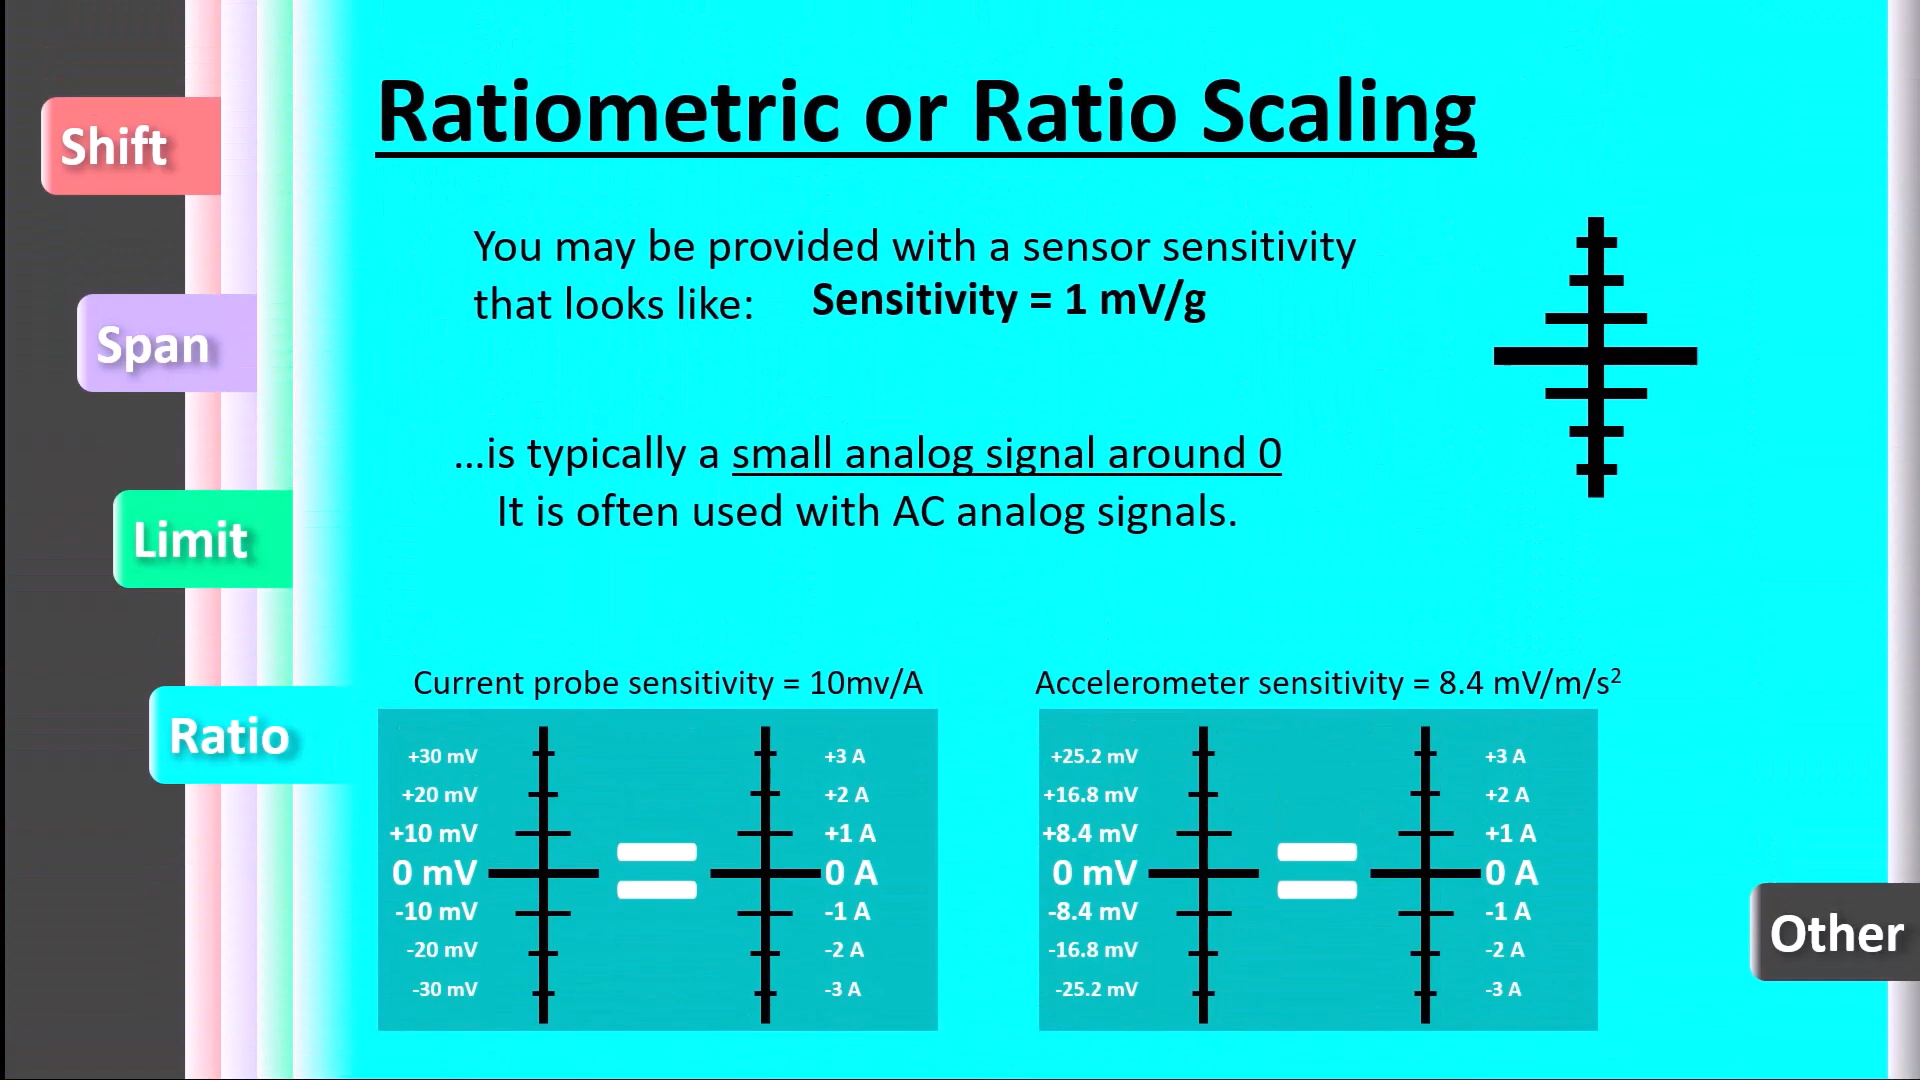 Ratiometric or Ratio Scaling
Shift
Span
Limit
Ratio
Other
You may be provided with a sensor sensitivity
that looks like: Sensitivity = 1 mV/g
...is typically a small analog signal around 0
It is often used with AC analog signals.
Current probe sensitivity = 10mv/A
+30 mV +3 A
+20 mV +2 A
+10 mV +1 A
0 mV 0 A
-10 mV -1 A
-20 mV -2 A
-30 mV -3 A
Accelerometer sensitivity = 8.4 mV/m/s²
+25.2 mV +3 A
+16.8 mV +2 A
+8.4 mV +1 A
0 mV 0 A
-8.4 mV -1 A
-16.8 mV -2 A
-25.2 mV -3 A